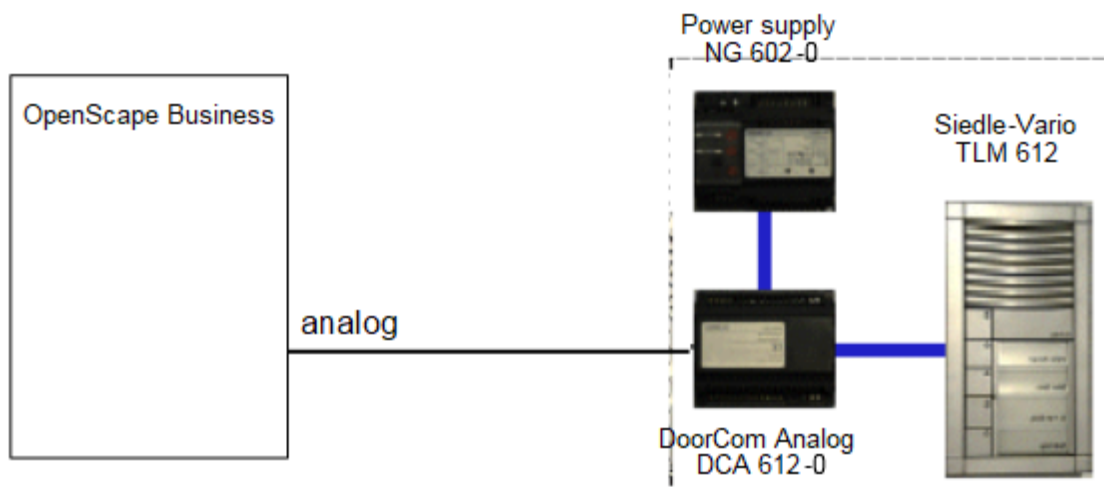 Power supply
NG 602-0
OpenScape Business
Siedle-Vario
TLM 612
analog
DoorCom Analog
DCA 612-0